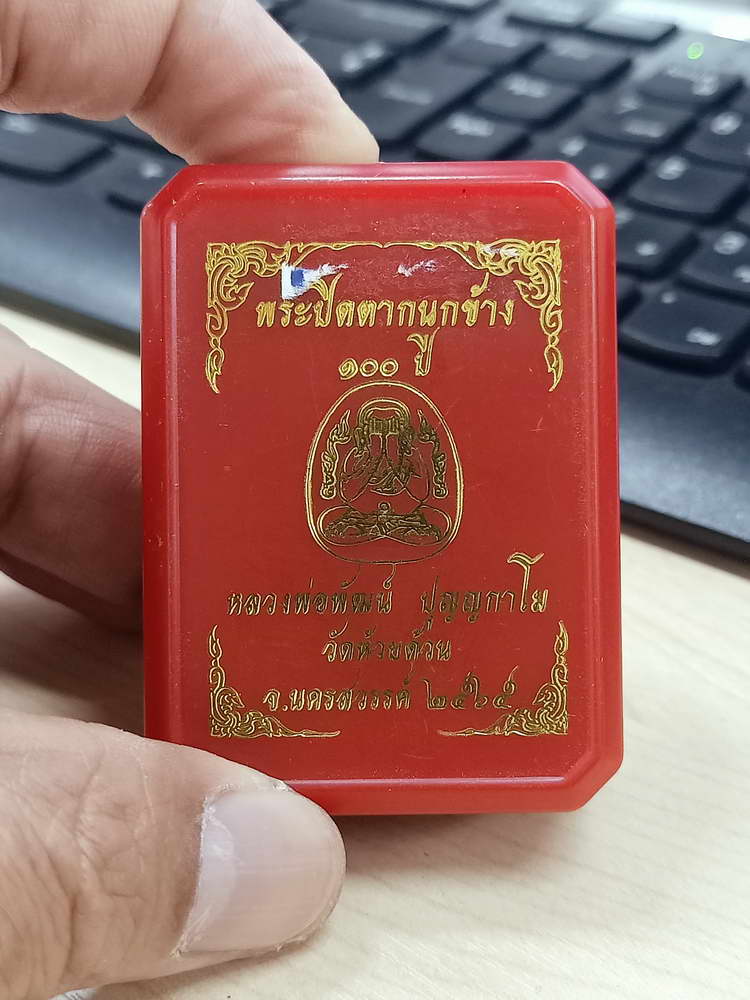 พระปิดตากนกข้าง
๑๐๐ ปี
หลวงพ่อพัฒน์ ปุญญกาโม
วัดห้วยด้วน
จ.นครสวรรค์ ๒๕๖๕